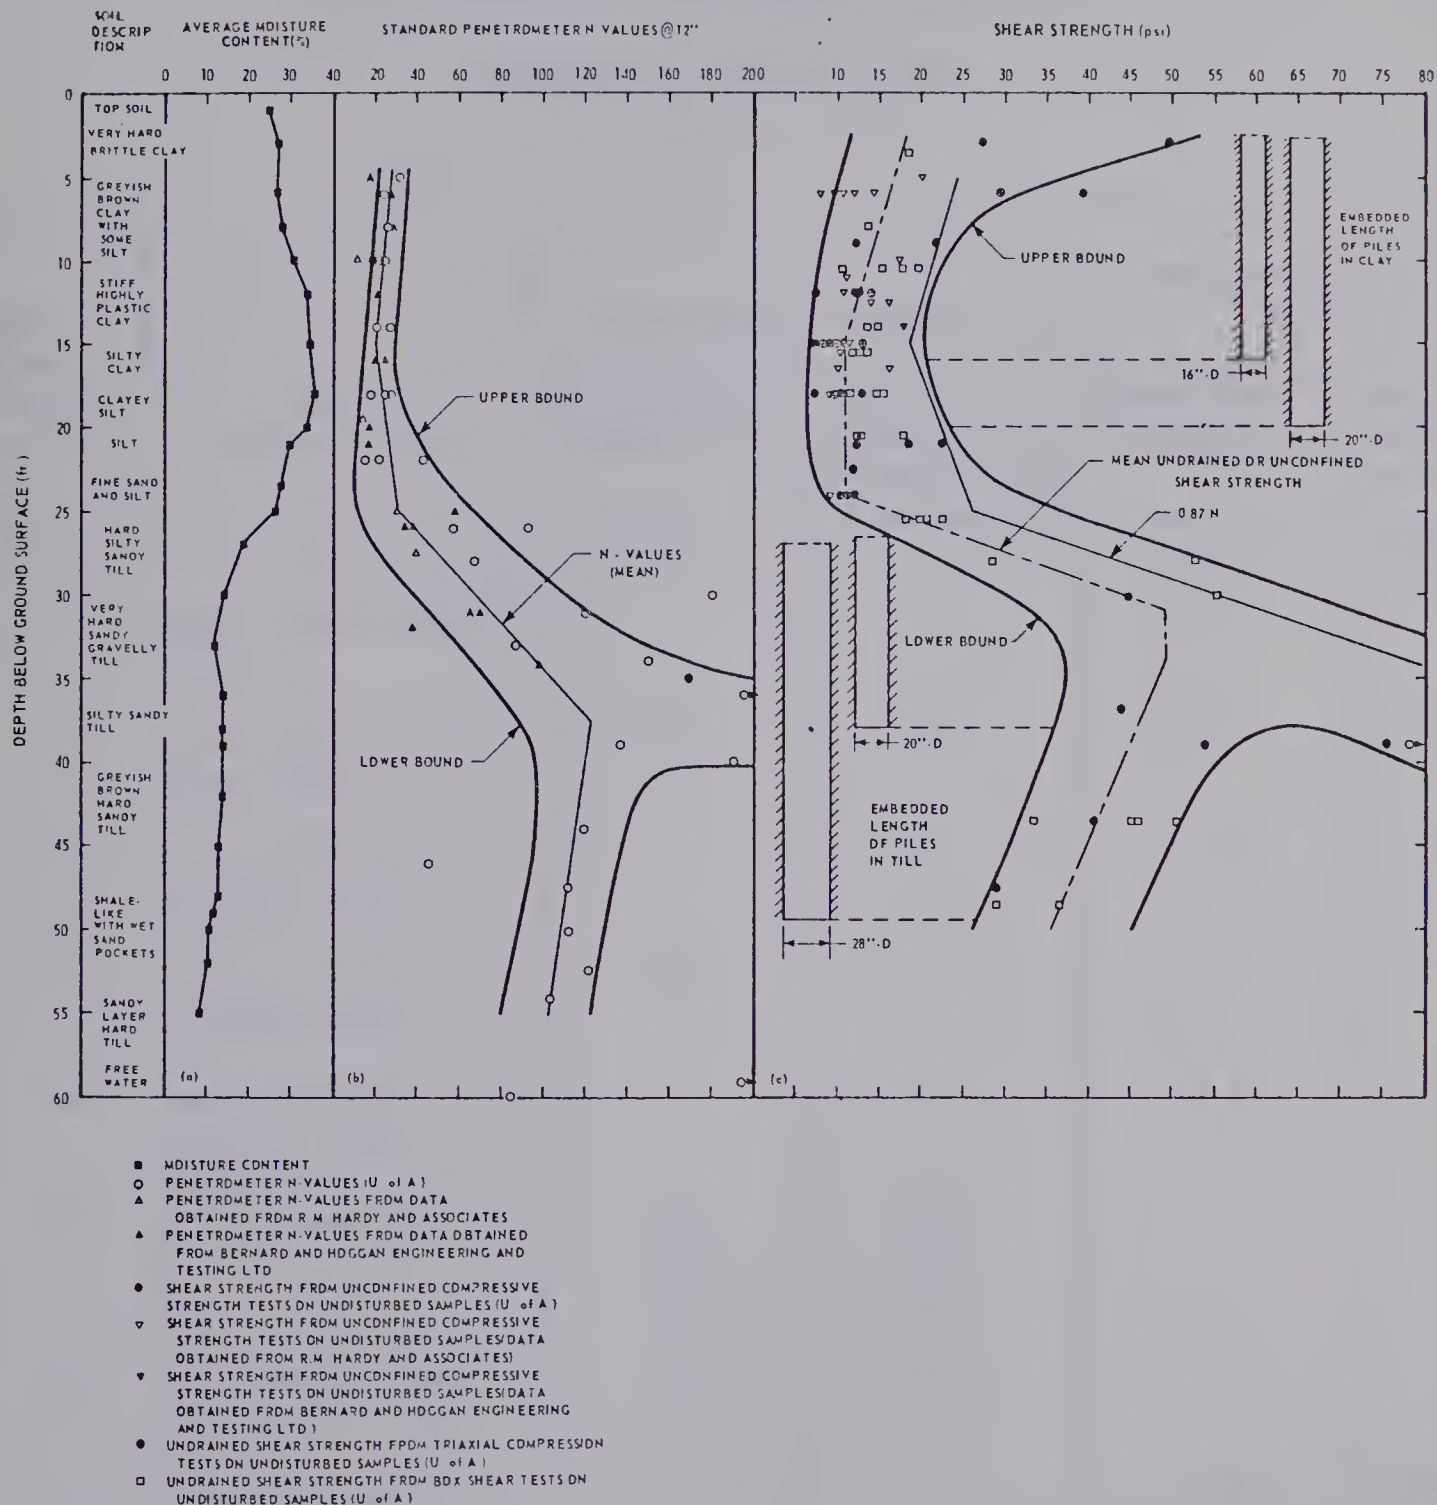 SOIL
DESCRIP
TION
AVERAGE MOISTURE
CONTENT(%)
STANDARD PENETROMETER N VALUES @ 12"
SHEAR STRENGTH (psi)
0 10 20 30 40
20 40 60 80 100 120 140 160 180 200
10 15 20 25 30 35 40 45 50 55 60 65 70 75 80
DEPTH BELOW GROUND SURFACE (ft)
0
5
10
15
20
25
30
35
40
45
50
55
60
TOP SOIL
VERY HARD
BRITTLE CLAY
GREYISH
BROWN
CLAY
WITH
SOME
SILT
STIFF
HIGHLY
PLASTIC
CLAY
SILTY
CLAY
CLAYEY
SILT
SILT
FINE SAND
AND SILT
HARD
SILTY
SANDY
TILL
VERY
HARD
SANDY
GRAVELLY
TILL
SILTY SANDY
TILL
GREYISH
BROWN
HARD
SANDY
TILL
SHALE-
LIKE
WITH WET
SAND
POCKETS
SANDY
LAYER
HARD
TILL
FREE
WATER
(a)
(b)
UPPER BOUND
N - VALUES
(MEAN)
LOWER BOUND
(c)
UPPER BOUND
EMBEDDED
LENGTH
OF PILES
IN CLAY
16"-D
20"-D
MEAN UNDRAINED OR UNCONFINED
SHEAR STRENGTH
0 87 N
LOWER BOUND
20"-D
EMBEDDED
LENGTH
OF PILES
IN TILL
28"-D
MOISTURE CONTENT
PENETROMETER N-VALUES (U of A)
PENETROMETER N-VALUES FROM DATA
OBTAINED FROM R M HARDY AND ASSOCIATES
PENETROMETER N-VALUES FROM DATA OBTAINED
FROM BERNARD AND HOGGAN ENGINEERING AND
TESTING LTD
SHEAR STRENGTH FROM UNCONFINED COMPRESSIVE
STRENGTH TESTS ON UNDISTURBED SAMPLES (U of A)
SHEAR STRENGTH FROM UNCONFINED COMPRESSIVE
STRENGTH TESTS ON UNDISTURBED SAMPLES(DATA
OBTAINED FROM R.M HARDY AND ASSOCIATES)
SHEAR STRENGTH FROM UNCONFINED COMPRESSIVE
STRENGTH TESTS ON UNDISTURBED SAMPLES(DATA
OBTAINED FROM BERNARD AND HOGGAN ENGINEERING
AND TESTING LTD)
UNDRAINED SHEAR STRENGTH FROM TRIAXIAL COMPRESSION
TESTS ON UNDISTURBED SAMPLES (U of A)
UNDRAINED SHEAR STRENGTH FROM BOX SHEAR TESTS ON
UNDISTURBED SAMPLES (U of A)